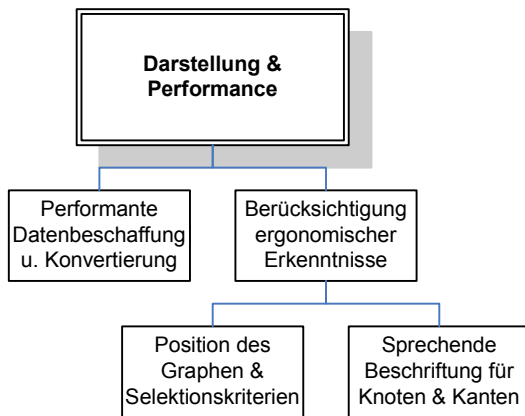 Darstellung &
Performance
Performante
Datenbeschaffung
u. Konvertierung
Berücksichtigung
ergonomischer
Erkenntnisse
Position des
Graphen &
Selektionskriterien
Sprechende
Beschriftung für
Knoten & Kanten